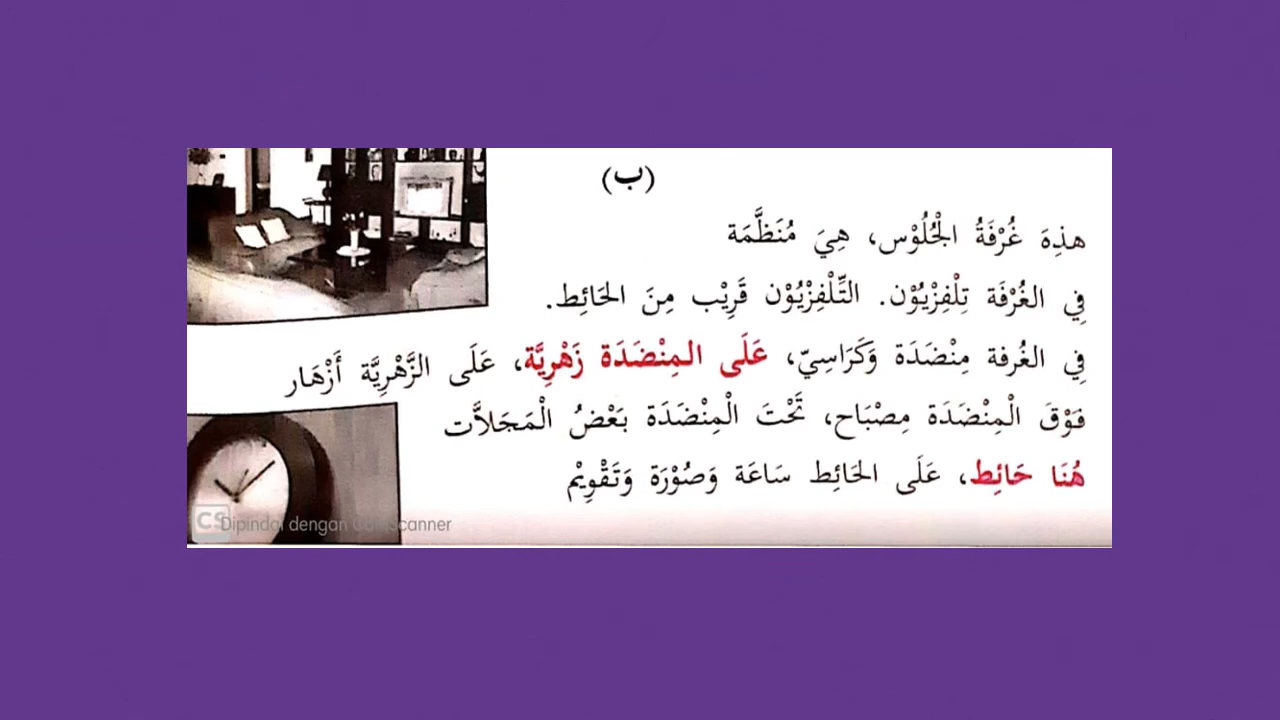 (ب)
هذِهَ غُرْفَةُ الْجُلُوْس، هِيَ مُنَظَّمَة
فِي الغُرْفَة تِلْفِزْيُوْن. التِّلْفِزْيُوْن قَرِيْب مِنَ الحَائِط.
فِي الغُرفة مِنْضَدَة وَكَرَاسِيّ، عَلَى المِنْضَدَة زَهْرِيَّة، عَلَى الزَّهْرِيَّة أَزْهَار
فَوْقَ الْمِنْضَدَة مِصْبَاح، تَحْتَ الْمِنْضَدَة بَعْضُ الْمَجَلاَّت
هُنَا حَائِط، عَلَى الحَائِط سَاعَة وَصُوْرَة وَتَقْوِيْم
CS Dipindai dengan CamScanner